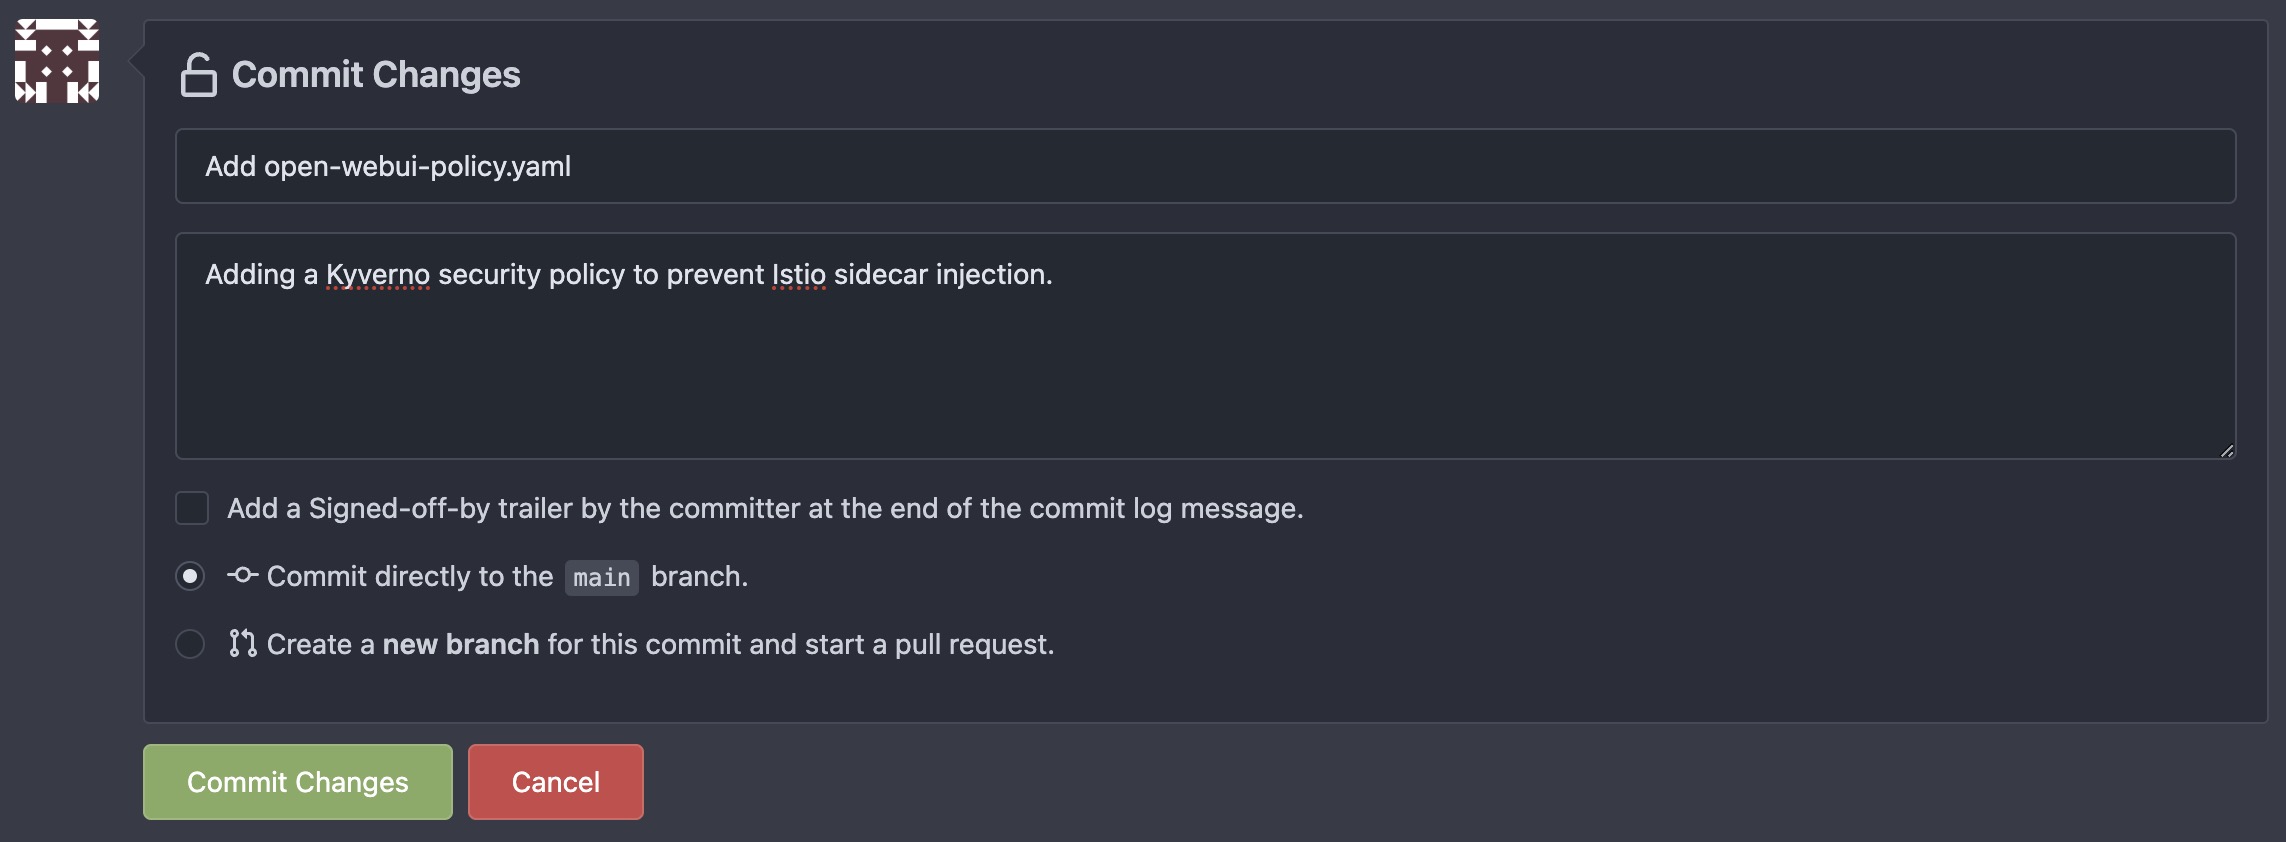 Commit Changes
Add open-webui-policy.yaml
Adding a Kyverno security policy to prevent Istio sidecar injection.
Add a Signed-off-by trailer by the committer at the end of the commit log message.
Commit directly to the main branch.
Create a new branch for this commit and start a pull request.
Commit Changes Cancel